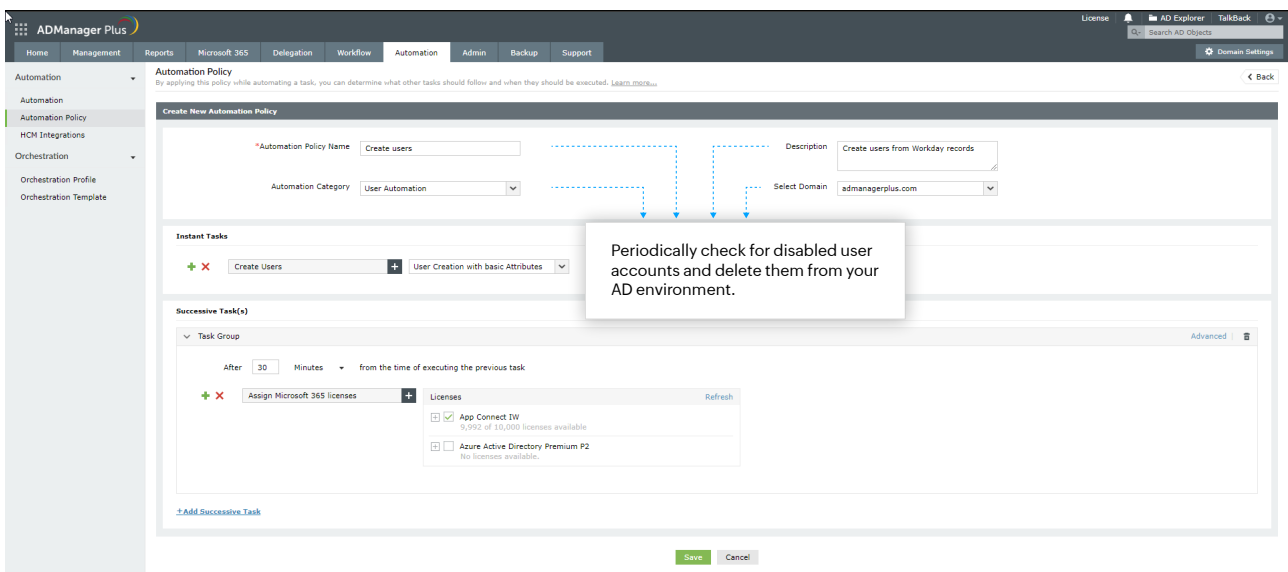 License AD Explorer TalkBack
ADManager Plus
Search AD Objects
Home Management Reports Microsoft 365 Delegation Workflow Automation Admin Backup Support
Domain Settings
Automation
Automation
Automation Policy
HCM Integrations
Orchestration
Orchestration Profile
Orchestration Template
Automation Policy
By applying this policy while automating a task, you can determine what other tasks should follow and when they should be executed. Learn more...
Back
Create New Automation Policy
*Automation Policy Name Create users
Description Create users from Workday records
Automation Category User Automation
Select Domain admanagerplus.com
Periodically check for disabled user
accounts and delete them from your
AD environment.
Instant Tasks
Create Users User Creation with basic Attributes
Successive Task(s)
Task Group
Advanced
After 30 Minutes from the time of executing the previous task
Assign Microsoft 365 licenses
Licenses Refresh
App Connect IW
9,992 of 10,000 licenses available
Azure Active Directory Premium P2
No licenses available.
+Add Successive Task
Save Cancel